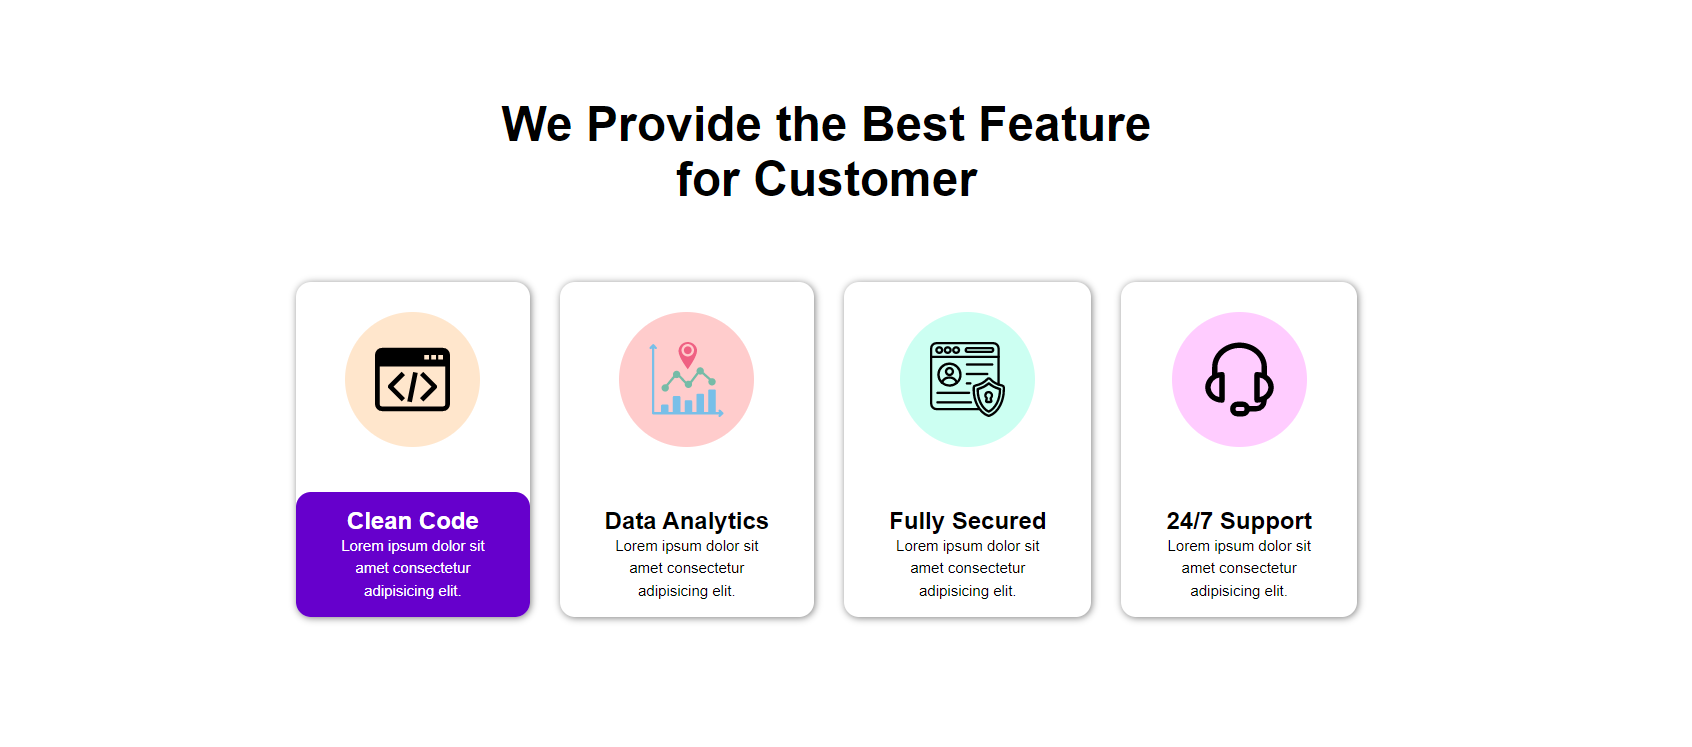 We Provide the Best Feature
for Customer
Clean Code
Lorem ipsum dolor sit
amet consectetur
adipisicing elit.
Data Analytics
Lorem ipsum dolor sit
amet consectetur
adipisicing elit.
Fully Secured
Lorem ipsum dolor sit
amet consectetur
adipisicing elit.
24/7 Support
Lorem ipsum dolor sit
amet consectetur
adipisicing elit.